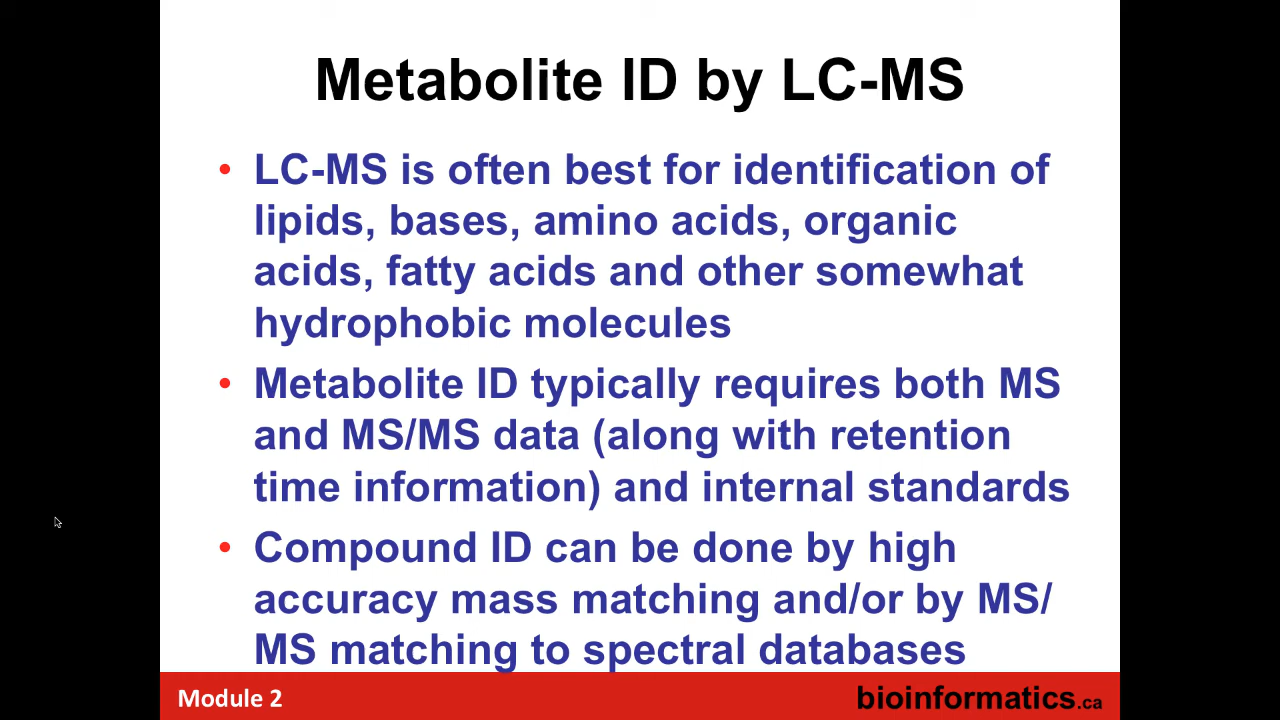 Metabolite ID by LC-MS
• LC-MS is often best for identification of
lipids, bases, amino acids, organic
acids, fatty acids and other somewhat
hydrophobic molecules
• Metabolite ID typically requires both MS
and MS/MS data (along with retention
time information) and internal standards
• Compound ID can be done by high
accuracy mass matching and/or by MS/
MS matching to spectral databases
Module 2
bioinformatics.ca